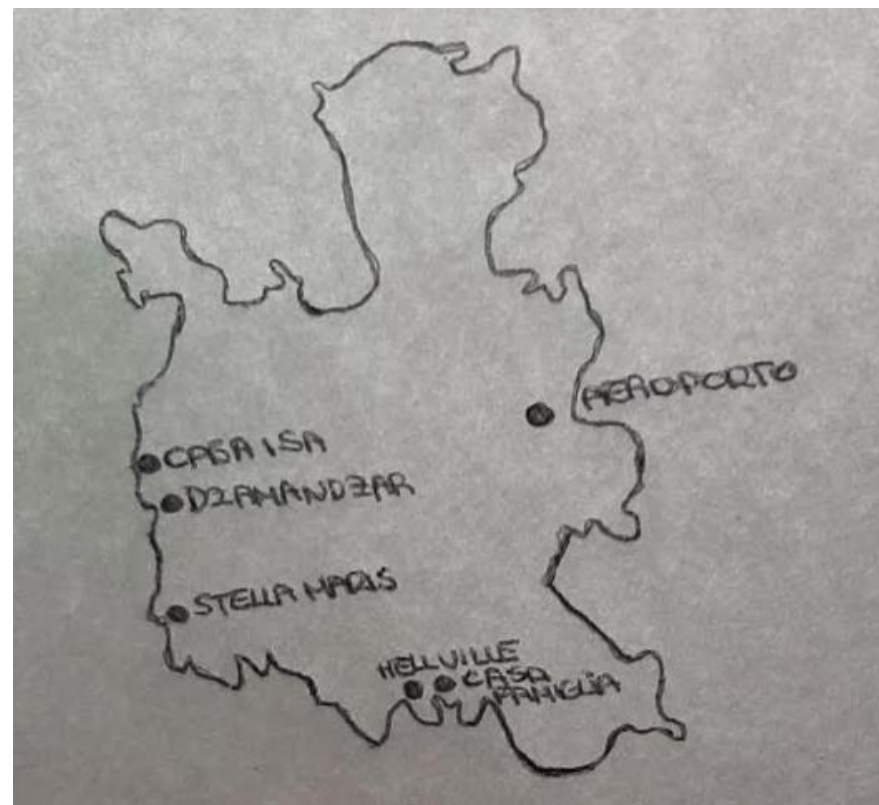 AEROPORTO
CASA ISA
DZAMANDZAR
STELLA MARIS
HELLVILLE
CASA
FAMIGLIA